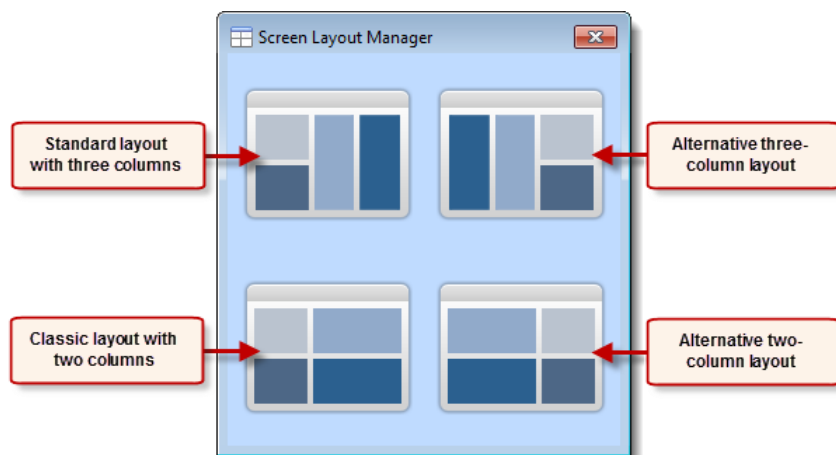 Screen Layout Manager
Standard layout
with three columns
Alternative three-
column layout
Classic layout with
two columns
Alternative two-
column layout